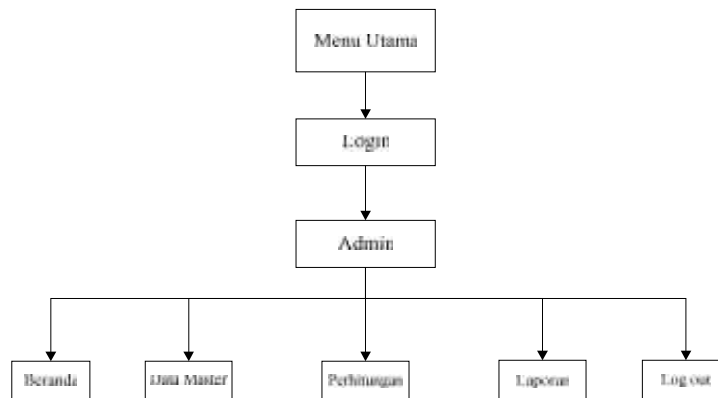 Menu Utama
Login
Admin
Beranda
Data Master
Perhitungan
Laporan
Log out